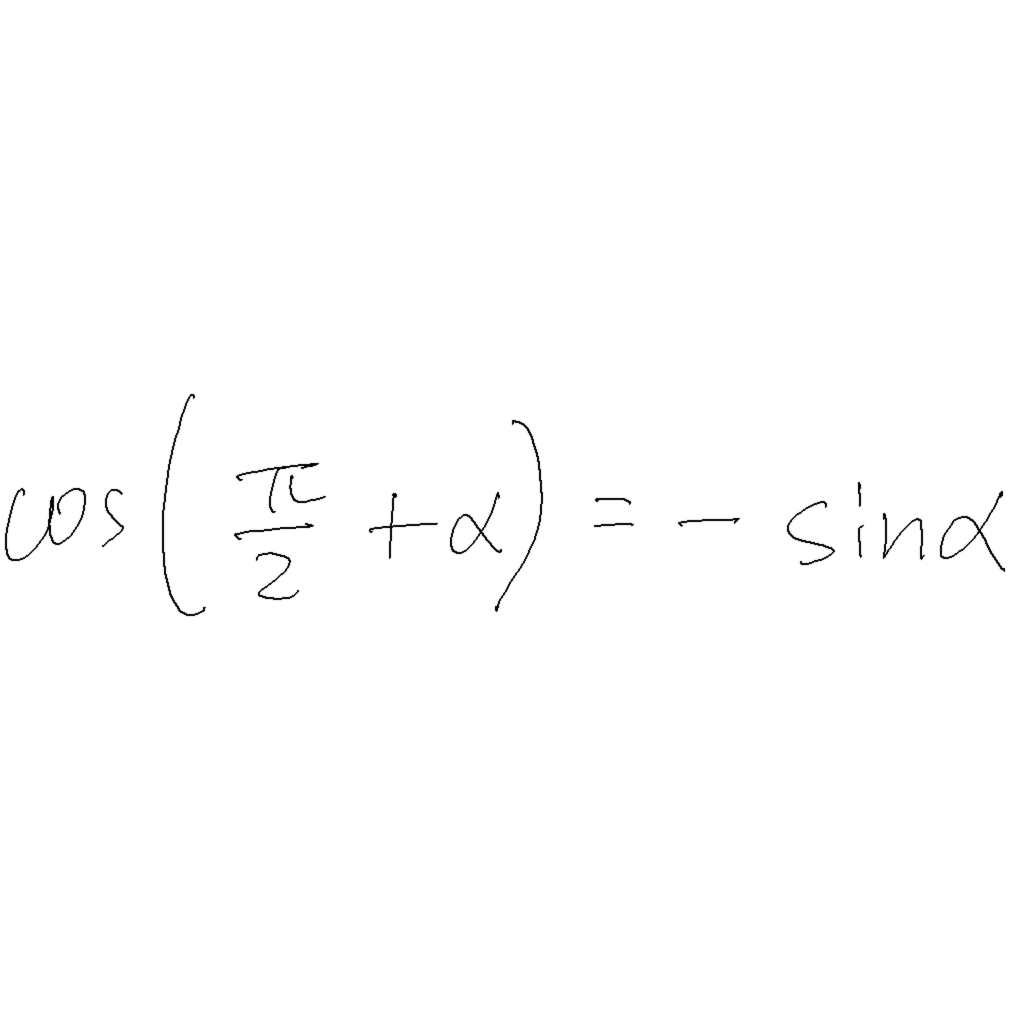 cos(π/2 + α) = - sinα